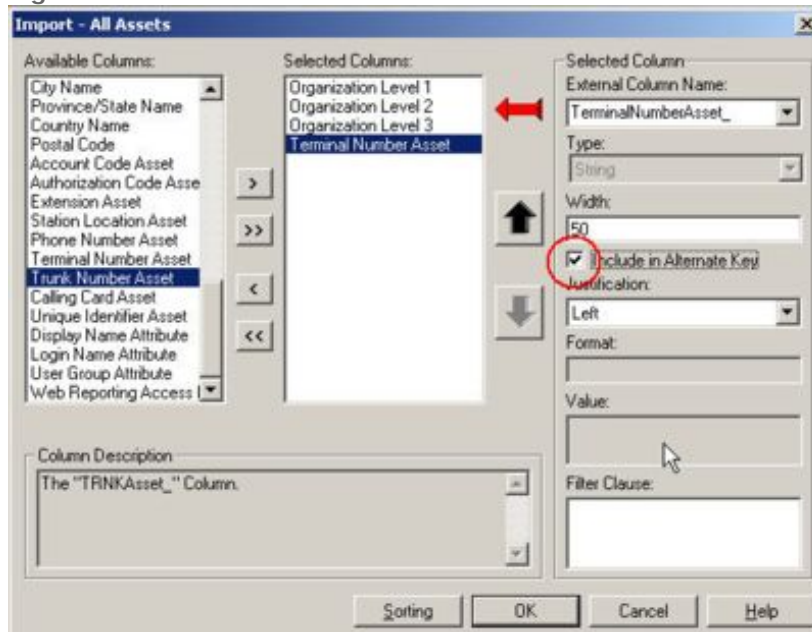 Import - All Assets
Available Columns:
City Name
Province/State Name
Country Name
Postal Code
Account Code Asset
Authorization Code Asse
Extension Asset
Station Location Asset
Phone Number Asset
Terminal Number Asset
Trunk Number Asset
Calling Card Asset
Unique Identifier Asset
Display Name Attribute
Login Name Attribute
User Group Attribute
Web Reporting Access
>
>>
<
<<
Selected Columns:
Organization Level 1
Organization Level 2
Organization Level 3
Terminal Number Asset
Selected Column
External Column Name:
TerminalNumberAsset_
Type:
String
Width:
50
Include in Alternate Key
Justification:
Left
Format:
Value:
Filter Clause:
Column Description
The "TRNKAsset_" Column.
Sorting
OK
Cancel
Help